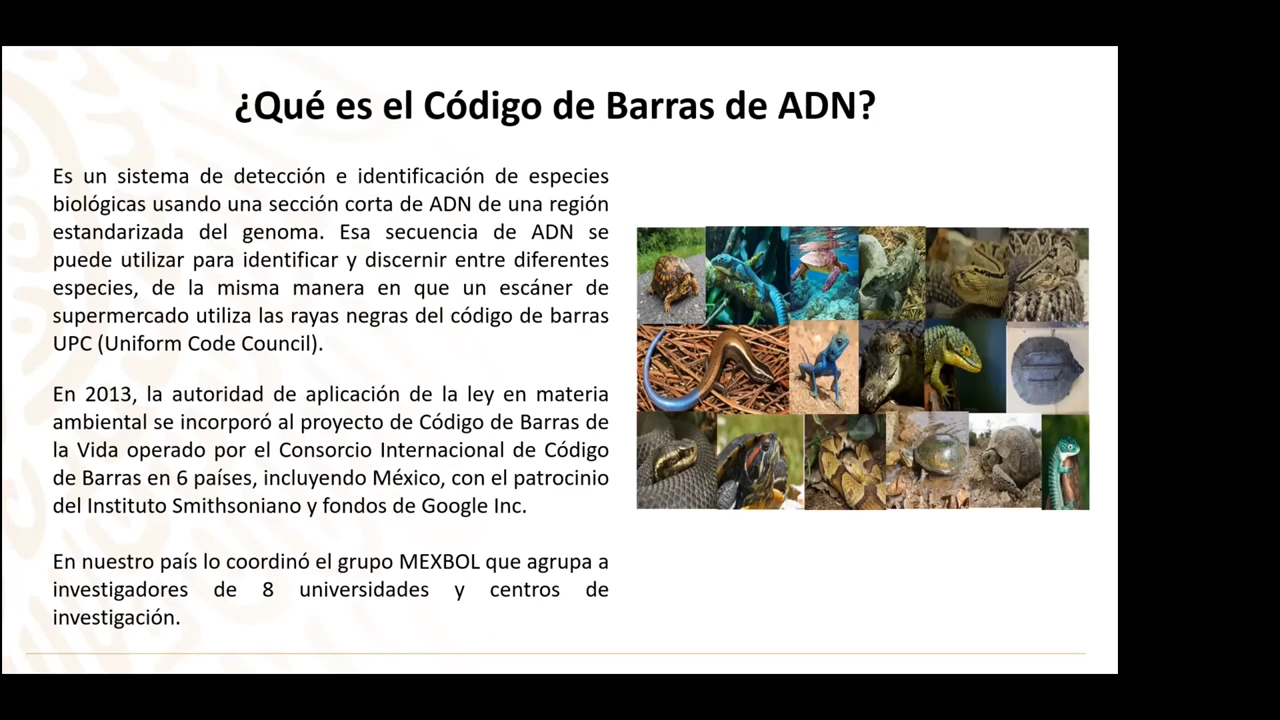 ¿Qué es el Código de Barras de ADN?
Es un sistema de detección e identificación de especies
biológicas usando una sección corta de ADN de una región
estandarizada del genoma. Esa secuencia de ADN se
puede utilizar para identificar y discernir entre diferentes
especies, de la misma manera en que un escáner de
supermercado utiliza las rayas negras del código de barras
UPC (Uniform Code Council).
En 2013, la autoridad de aplicación de la ley en materia
ambiental se incorporó al proyecto de Código de Barras de
la Vida operado por el Consorcio Internacional de Código
de Barras en 6 países, incluyendo México, con el patrocinio
del Instituto Smithsoniano y fondos de Google Inc.
En nuestro país lo coordinó el grupo MEXBOL que agrupa a
investigadores de 8 universidades y centros de
investigación.